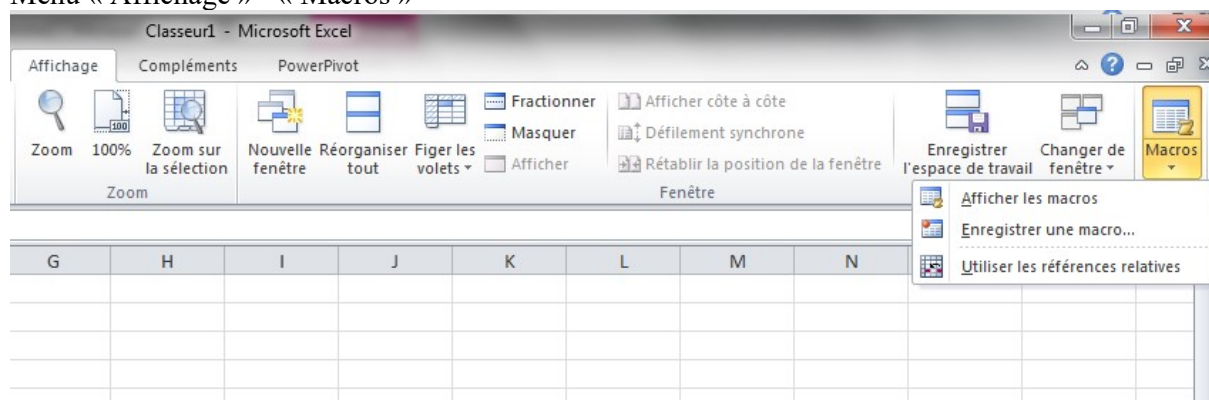 Menu « Affichage » « Macros »
Classeur1 - Microsoft Excel
Affichage Compléments PowerPivot
Zoom 100% Zoom sur la sélection
Zoom
Nouvelle fenêtre Réorganiser tout Figer les volets
Fractionner
Masquer
Afficher
Afficher côte à côte
Défilement synchrone
Rétablir la position de la fenêtre
Enregistrer l'espace de travail Changer de fenêtre
Fenêtre
Macros
Afficher les macros
Enregistrer une macro...
Utiliser les références relatives
G H I J K L M N